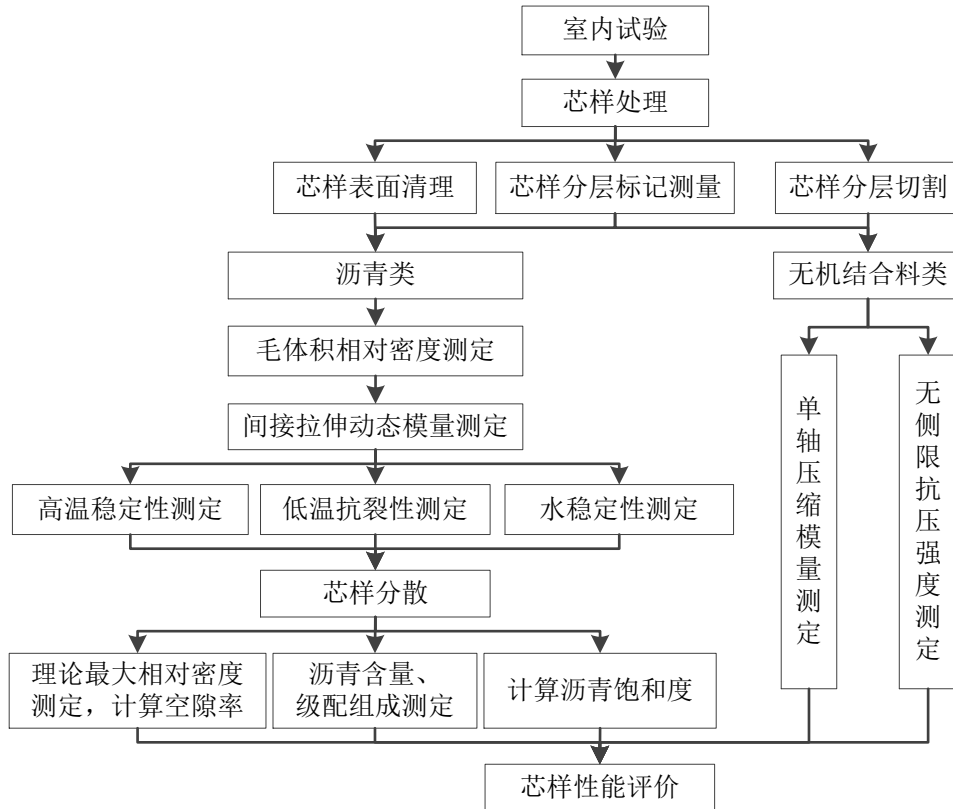 室内试验
芯样处理
芯样表面清理
芯样分层标记测量
芯样分层切割
沥青类
无机结合料类
毛体积相对密度测定
间接拉伸动态模量测定
单轴压缩模量测定
无侧限抗压强度测定
高温稳定性测定
低温抗裂性测定
水稳定性测定
芯样分散
理论最大相对密度
测定，计算空隙率
沥青含量、
级配组成测定
计算沥青饱和度
芯样性能评价